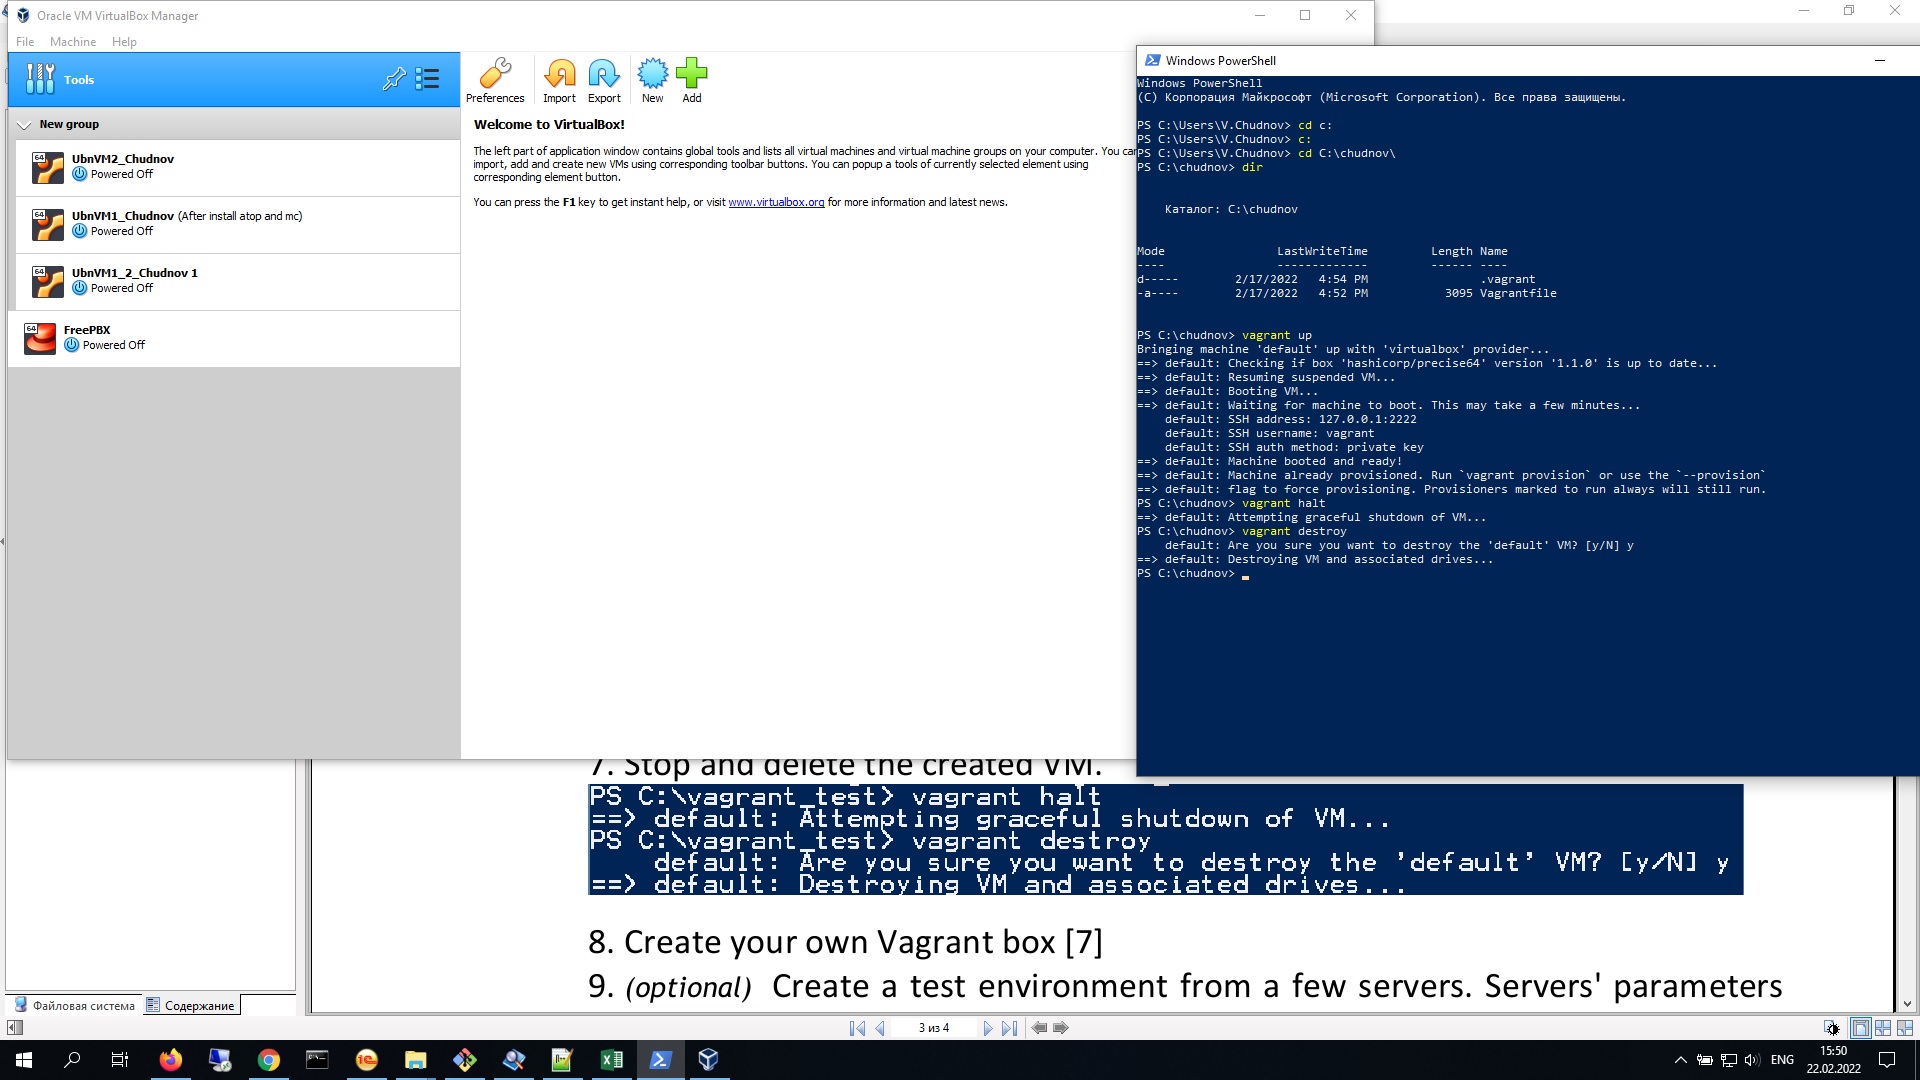 Oracle VM VirtualBox Manager
File Machine Help
Tools
Preferences Import Export New Add
New group
64 UbnVM2_Chudnov
Powered Off
64 UbnVM1_Chudnov (After install atop and mc)
Powered Off
64 UbnVM1_2_Chudnov 1
Powered Off
64 FreePBX
Powered Off
Welcome to VirtualBox!
The left part of application window contains global tools and lists all virtual machines and virtual machine groups on your computer. You can
import, add and create new VMs using corresponding toolbar buttons. You can popup a tools of currently selected element using
corresponding element button.
You can press the F1 key to get instant help, or visit www.virtualbox.org for more information and latest news.
Windows PowerShell
Windows PowerShell
(C) Корпорация Майкрософт (Microsoft Corporation). Все права защищены.
PS C:\Users\V.Chudnov> cd c:
PS C:\Users\V.Chudnov> c:
PS C:\Users\V.Chudnov> cd C:\chudnov\
PS C:\chudnov> dir
Каталог: C:\chudnov
Mode LastWriteTime Length Name
---- ------------- ------ ----
d----- 2/17/2022 4:54 PM .vagrant
-a---- 2/17/2022 4:52 PM 3095 Vagrantfile
PS C:\chudnov> vagrant up
Bringing machine 'default' up with 'virtualbox' provider...
==> default: Checking if box 'hashicorp/precise64' version '1.1.0' is up to date...
==> default: Resuming suspended VM...
==> default: Booting VM...
==> default: Waiting for machine to boot. This may take a few minutes...
default: SSH address: 127.0.0.1:2222
default: SSH username: vagrant
default: SSH auth method: private key
==> default: Machine booted and ready!
==> default: Machine already provisioned. Run `vagrant provision` or use the `--provision`
==> default: flag to force provisioning. Provisioners marked to run always will still run.
PS C:\chudnov> vagrant halt
==> default: Attempting graceful shutdown of VM...
PS C:\chudnov> vagrant destroy
default: Are you sure you want to destroy the 'default' VM? [y/N] y
==> default: Destroying VM and associated drives...
PS C:\chudnov>
7. Stop and delete the created VM.
PS C:\vagrant_test> vagrant halt
==> default: Attempting graceful shutdown of VM...
PS C:\vagrant_test> vagrant destroy
default: Are you sure you want to destroy the 'default' VM? [y/N] y
==> default: Destroying VM and associated drives...
8. Create your own Vagrant box [7]
9. (optional) Create a test environment from a few servers. Servers' parameters
Файловая система Содержание
3 из 4
ENG
15:50
22.02.2022